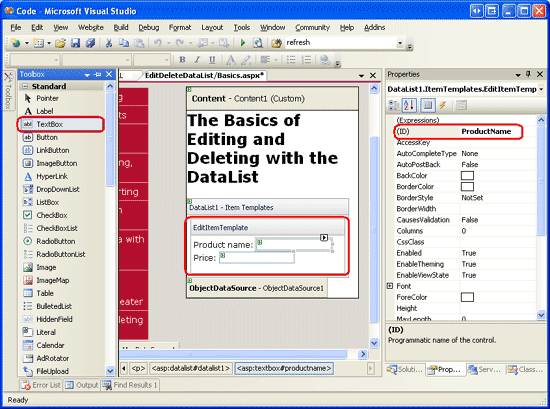 Code - Microsoft Visual Studio
File Edit View Website Build Debug Format Layout Tools Window Community Help Addins
refresh
Toolbox
EditDeleteDataList/Basics.aspx*
Properties
Toolbox
Standard
Pointer
Label
TextBox
Button
LinkButton
ImageButton
HyperLink
DropDownList
ListBox
CheckBox
CheckBoxList
RadioButton
RadioButtonList
Image
ImageMap
Table
BulletedList
HiddenField
Literal
Calendar
AdRotator
FileUpload
Content - Content1 (Custom)
The Basics of
Editing and
Deleting with the
DataList
DataList1 - Item Templates
EditItemTemplate
Product name:
Price:
ObjectDataSource - ObjectDataSource1
<p> <asp:datalist#datalist1> <asp:textbox#productname>
DataList1.ItemTemplates.EditItemTemp
(Expressions)
(ID) ProductName
AccessKey
AutoCompleteType None
AutoPostBack False
BackColor
BorderColor
BorderStyle NotSet
BorderWidth
CausesValidation False
Columns 0
CssClass
Enabled True
EnableTheming True
EnableViewState True
Font
ForeColor
Height
MaxLength 0
(ID)
Programmatic name of the control.
Solut... Prop... Serv... Class...
Error List Output Find Results 1
Ready